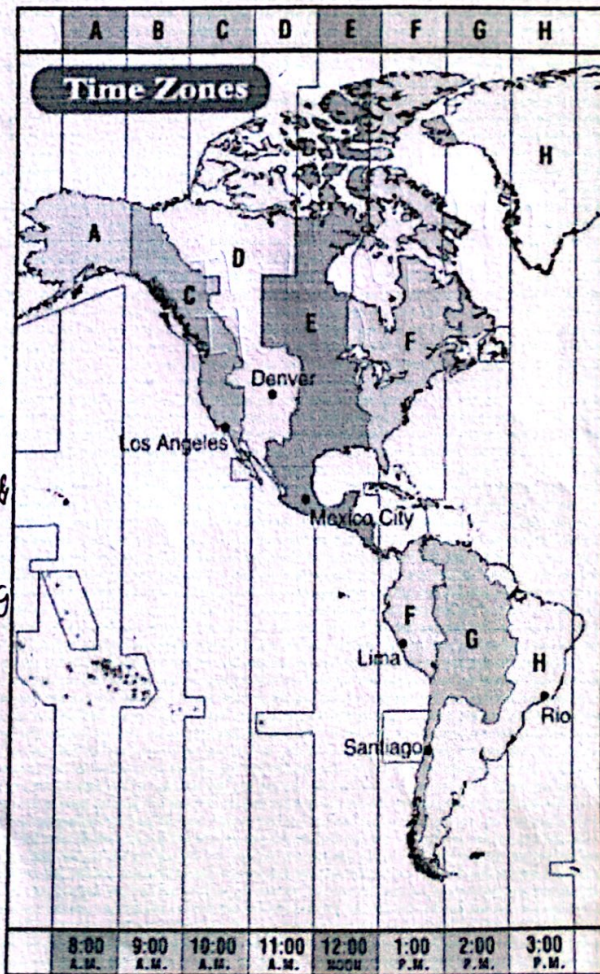 A B C D E F G H
Time Zones
H
A
D
C
E
F
Denver
Los Angeles
Mexico City
F
G
Lima
H
Rio
Santiago
8:00 9:00 10:00 11:00 12:00 1:00 2:00 3:00
A.M. A.M. A.M. A.M. NOON P.M. P.M. P.M.